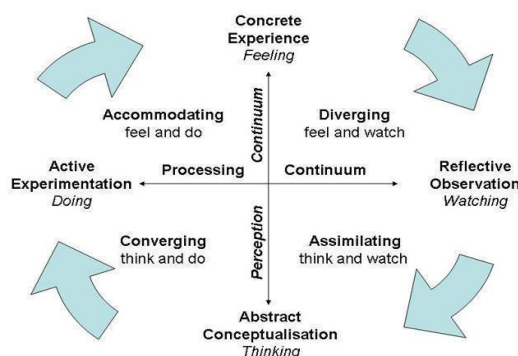 Concrete
Experience
Feeling
Accommodating
feel and do
Continuum
Diverging
feel and watch
Active
Experimentation
Doing
Processing
Continuum
Reflective
Observation
Watching
Converging
think and do
Perception
Assimilating
think and watch
Abstract
Conceptualisation
Thinking